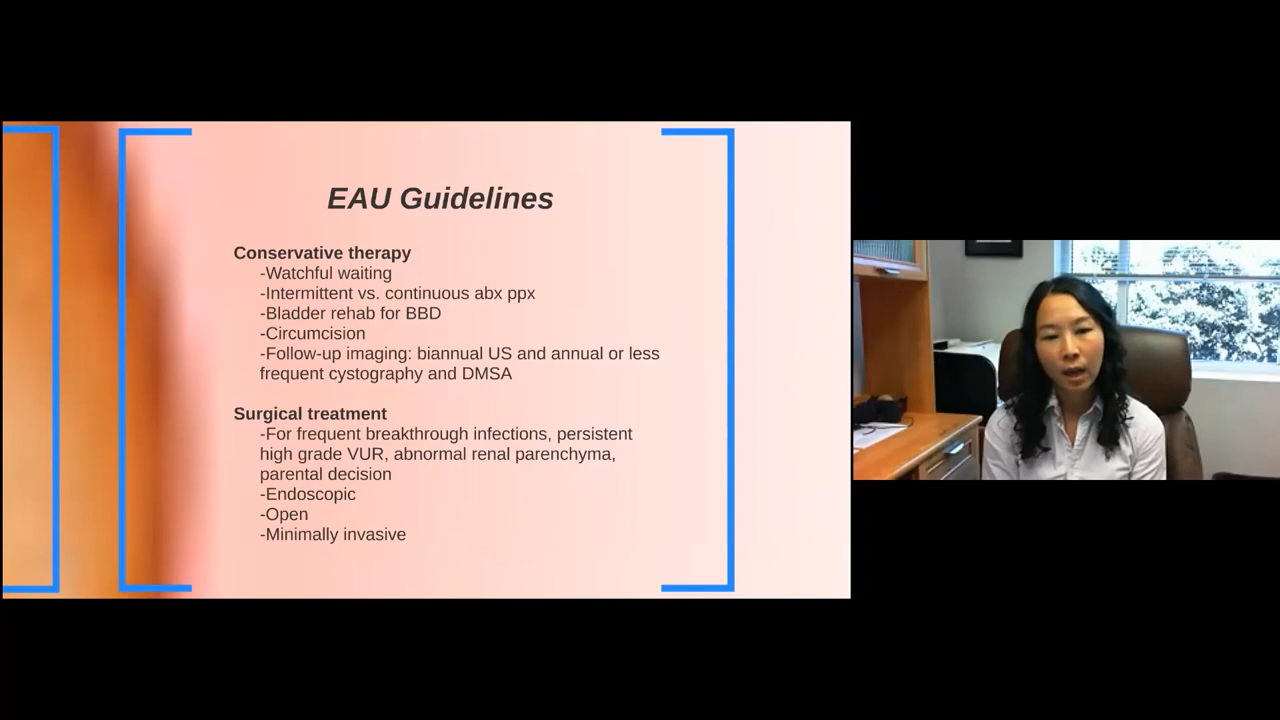 EAU Guidelines
Conservative therapy
-Watchful waiting
-Intermittent vs. continuous abx ppx
-Bladder rehab for BBD
-Circumcision
-Follow-up imaging: biannual US and annual or less
frequent cystography and DMSA
Surgical treatment
-For frequent breakthrough infections, persistent
high grade VUR, abnormal renal parenchyma,
parental decision
-Endoscopic
-Open
-Minimally invasive